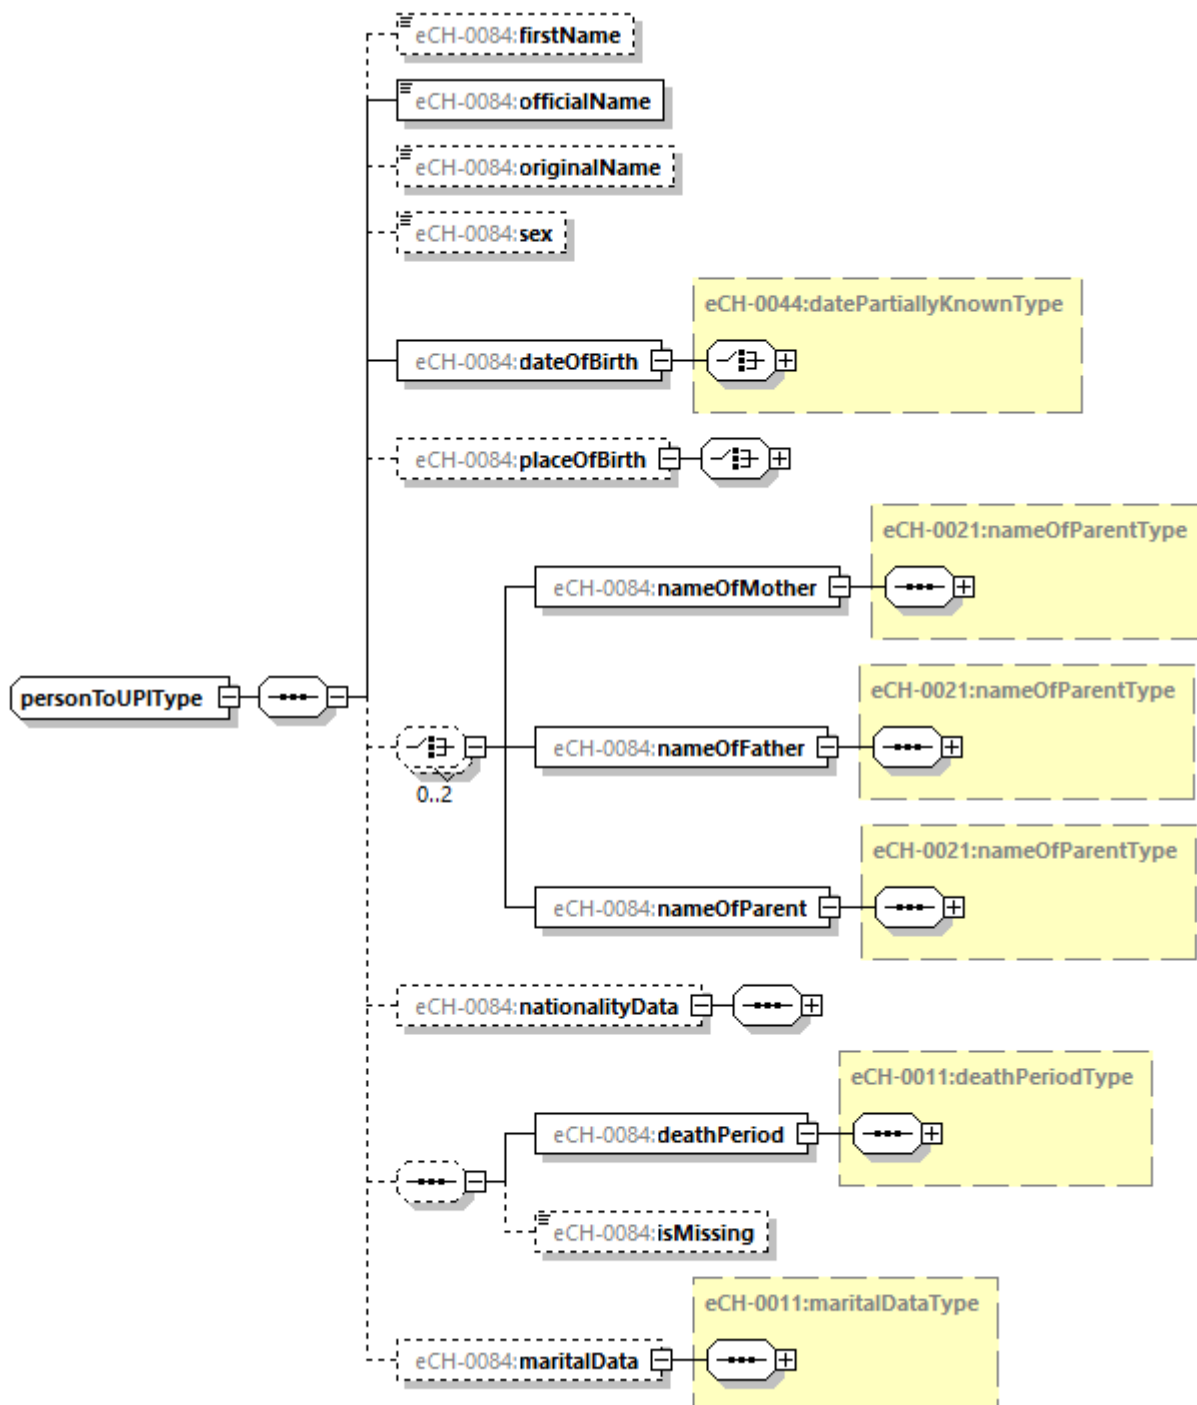 eCH-0084:firstName
eCH-0084:officialName
eCH-0084:originalName
eCH-0084:sex
eCH-0044:datePartiallyKnownType
eCH-0084:dateOfBirth
eCH-0084:placeOfBirth
eCH-0021:nameOfParentType
eCH-0084:nameOfMother
personToUPIType
eCH-0021:nameOfParentType
eCH-0084:nameOfFather
0..2
eCH-0021:nameOfParentType
eCH-0084:nameOfParent
eCH-0084:nationalityData
eCH-0011:deathPeriodType
eCH-0084:deathPeriod
eCH-0084:isMissing
eCH-0011:maritalDataType
eCH-0084:maritalData